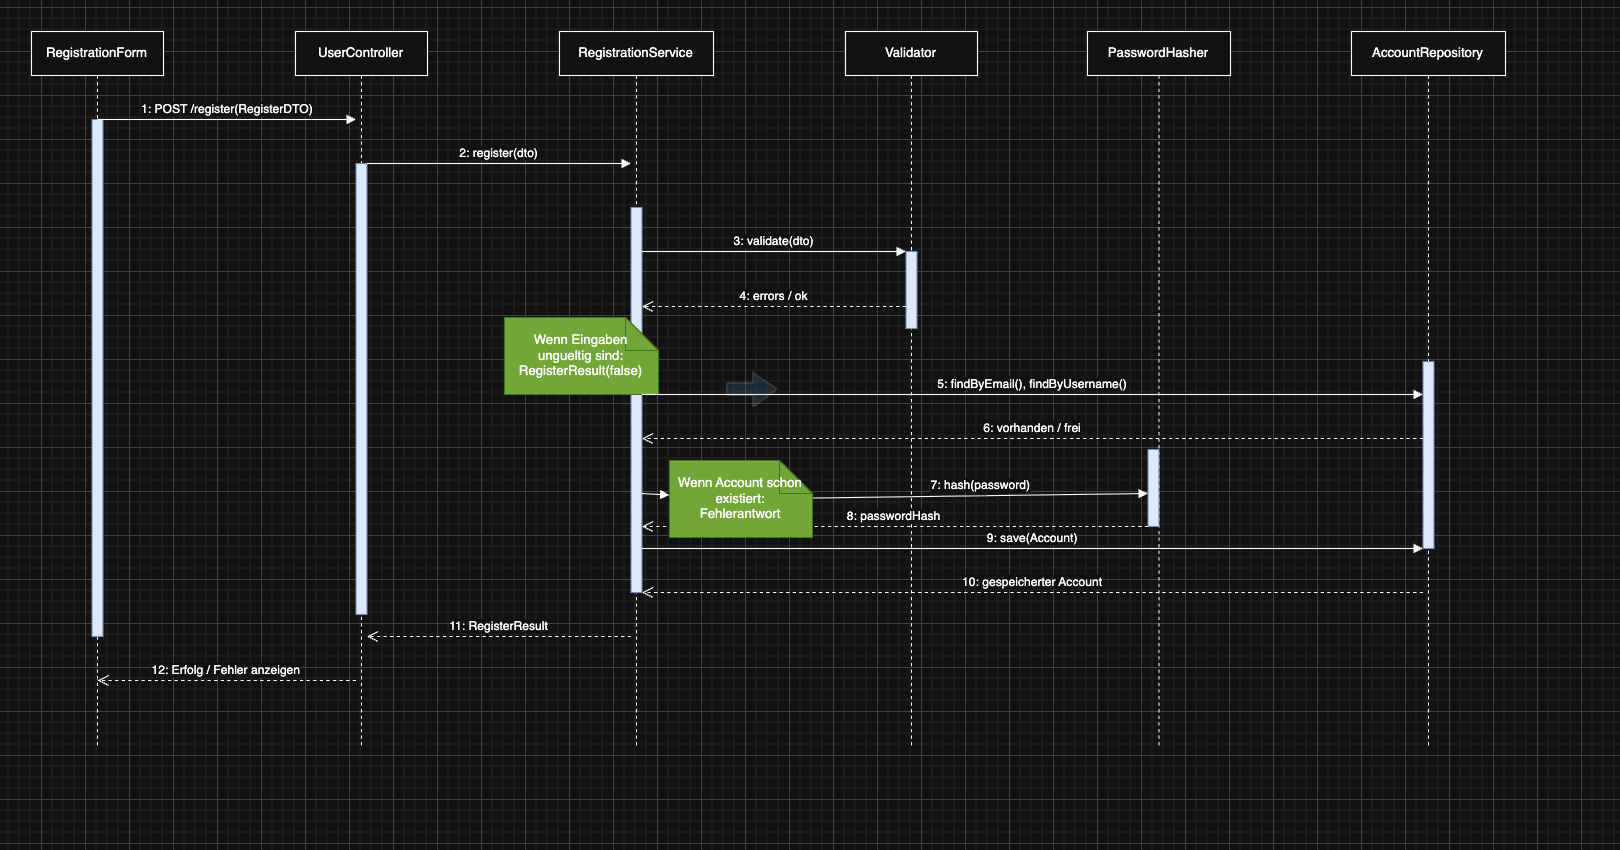 RegistrationForm
UserController
RegistrationService
Validator
PasswordHasher
AccountRepository
1: POST /register(RegisterDTO)
2: register(dto)
3: validate(dto)
4: errors / ok
Wenn Eingaben
ungueltig sind:
RegisterResult(false)
5: findByEmail(), findByUsername()
6: vorhanden / frei
Wenn Account schon
existiert:
Fehlerantwort
7: hash(password)
8: passwordHash
9: save(Account)
10: gespeicherter Account
11: RegisterResult
12: Erfolg / Fehler anzeigen